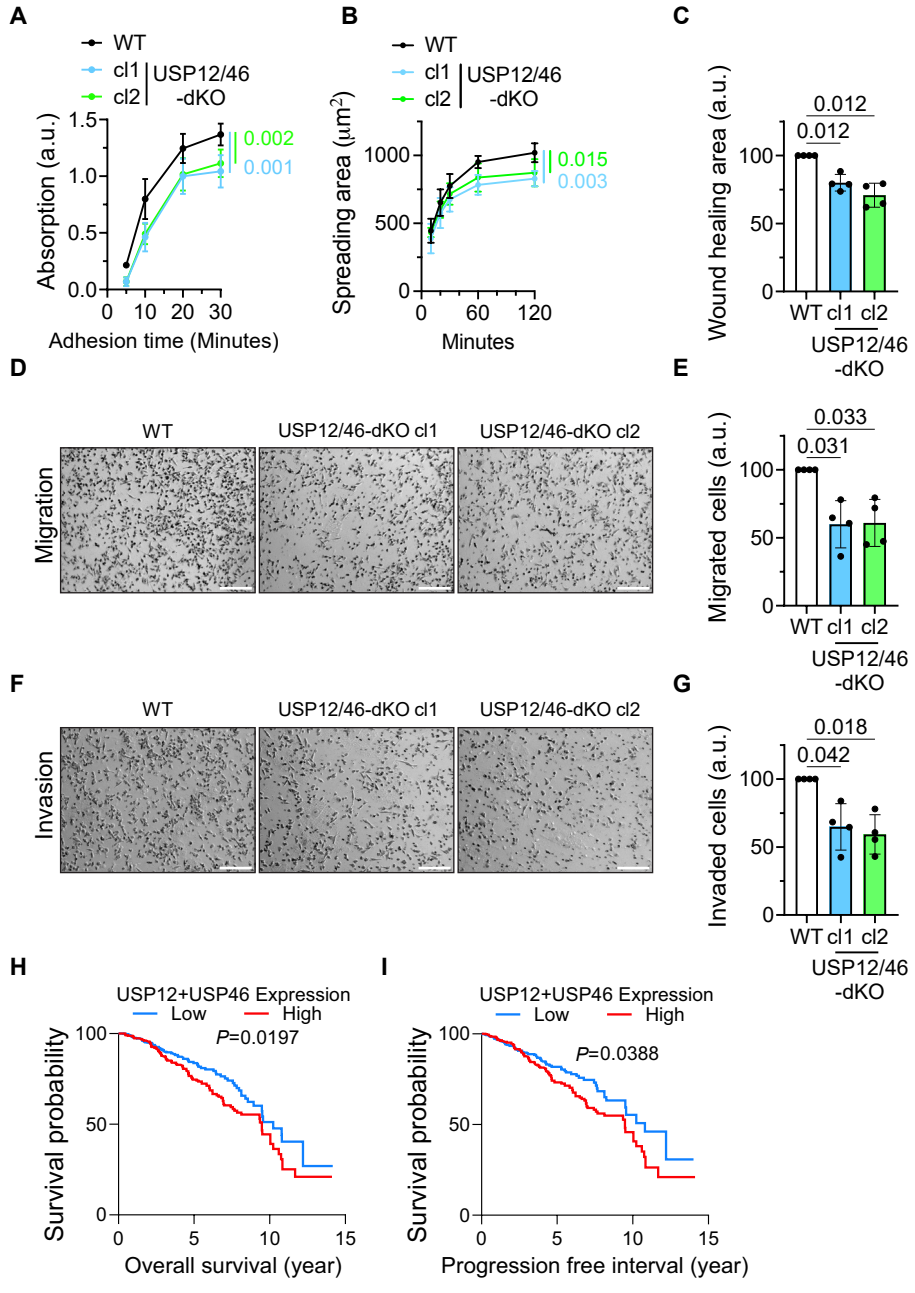 A
WT
cl1
cl2
USP12/46
-dKO
Absorption (a.u.)
1.5
1.0
0.5
0.0
0.002
0.001
0 10 20 30
Adhesion time (Minutes)
B
WT
cl1
cl2
USP12/46
-dKO
Spreading area (μm²)
1000
500
0
0.015
0.003
0 30 60 90 120
Minutes
C
Wound healing area (a.u.)
0.012
0.012
100
50
0
WT cl1 cl2
USP12/46
-dKO
D
WT
USP12/46-dKO cl1
USP12/46-dKO cl2
Migration
E
Migrated cells (a.u.)
0.033
0.031
100
50
0
WT cl1 cl2
USP12/46
-dKO
F
WT
USP12/46-dKO cl1
USP12/46-dKO cl2
Invasion
G
Invaded cells (a.u.)
0.018
0.042
100
50
0
WT cl1 cl2
USP12/46
-dKO
H
USP12+USP46 Expression
Low High
P=0.0197
Survival probability
100
50
0
0 5 10 15
Overall survival (year)
I
USP12+USP46 Expression
Low High
P=0.0388
Survival probability
100
50
0
0 5 10 15
Progression free interval (year)